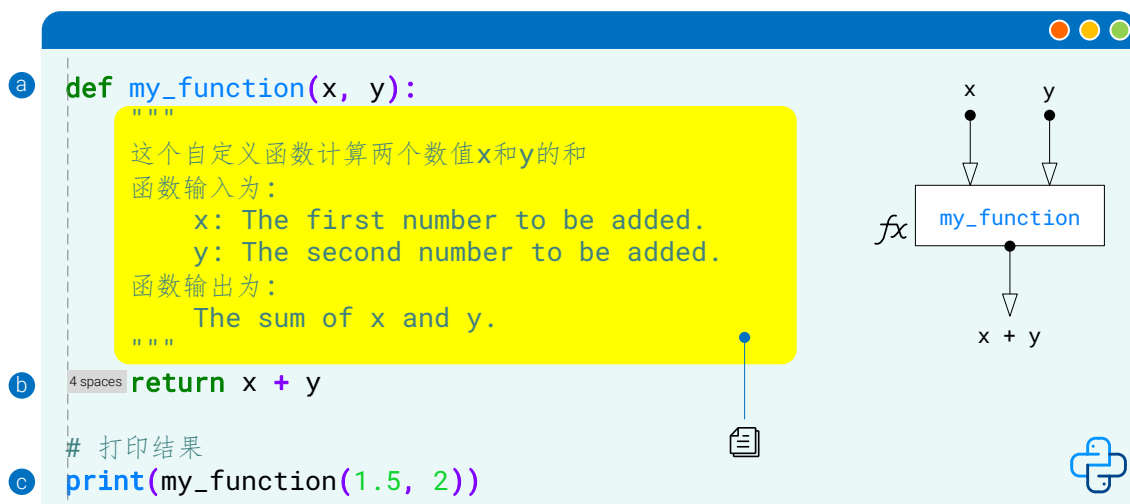 a def my_function(x, y):
"""
这个自定义函数计算两个数值x和y的和
函数输入为:
x: The first number to be added.
y: The second number to be added.
函数输出为:
The sum of x and y.
"""
b 4 spaces return x + y
# 打印结果
c print(my_function(1.5, 2))
x y
fx my_function
x + y